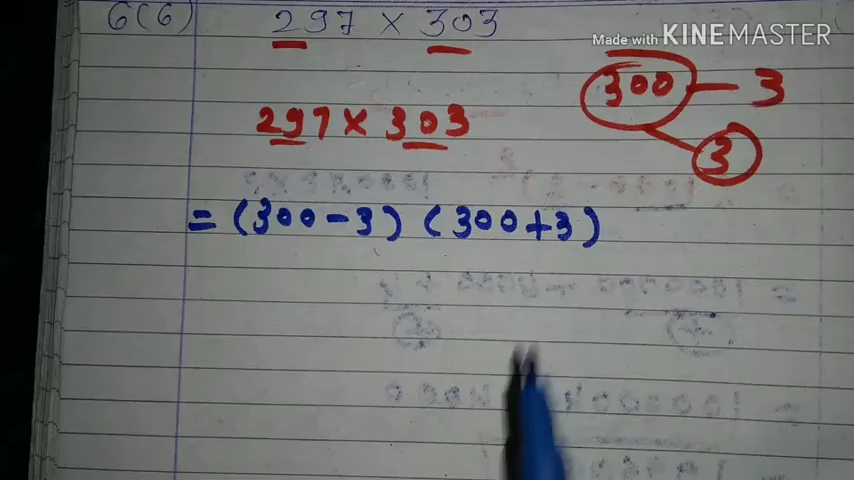 6(6) 297 × 303
Made with KINEMASTER
300 - 3
297 × 303
3
= (300 - 3) (300 + 3)